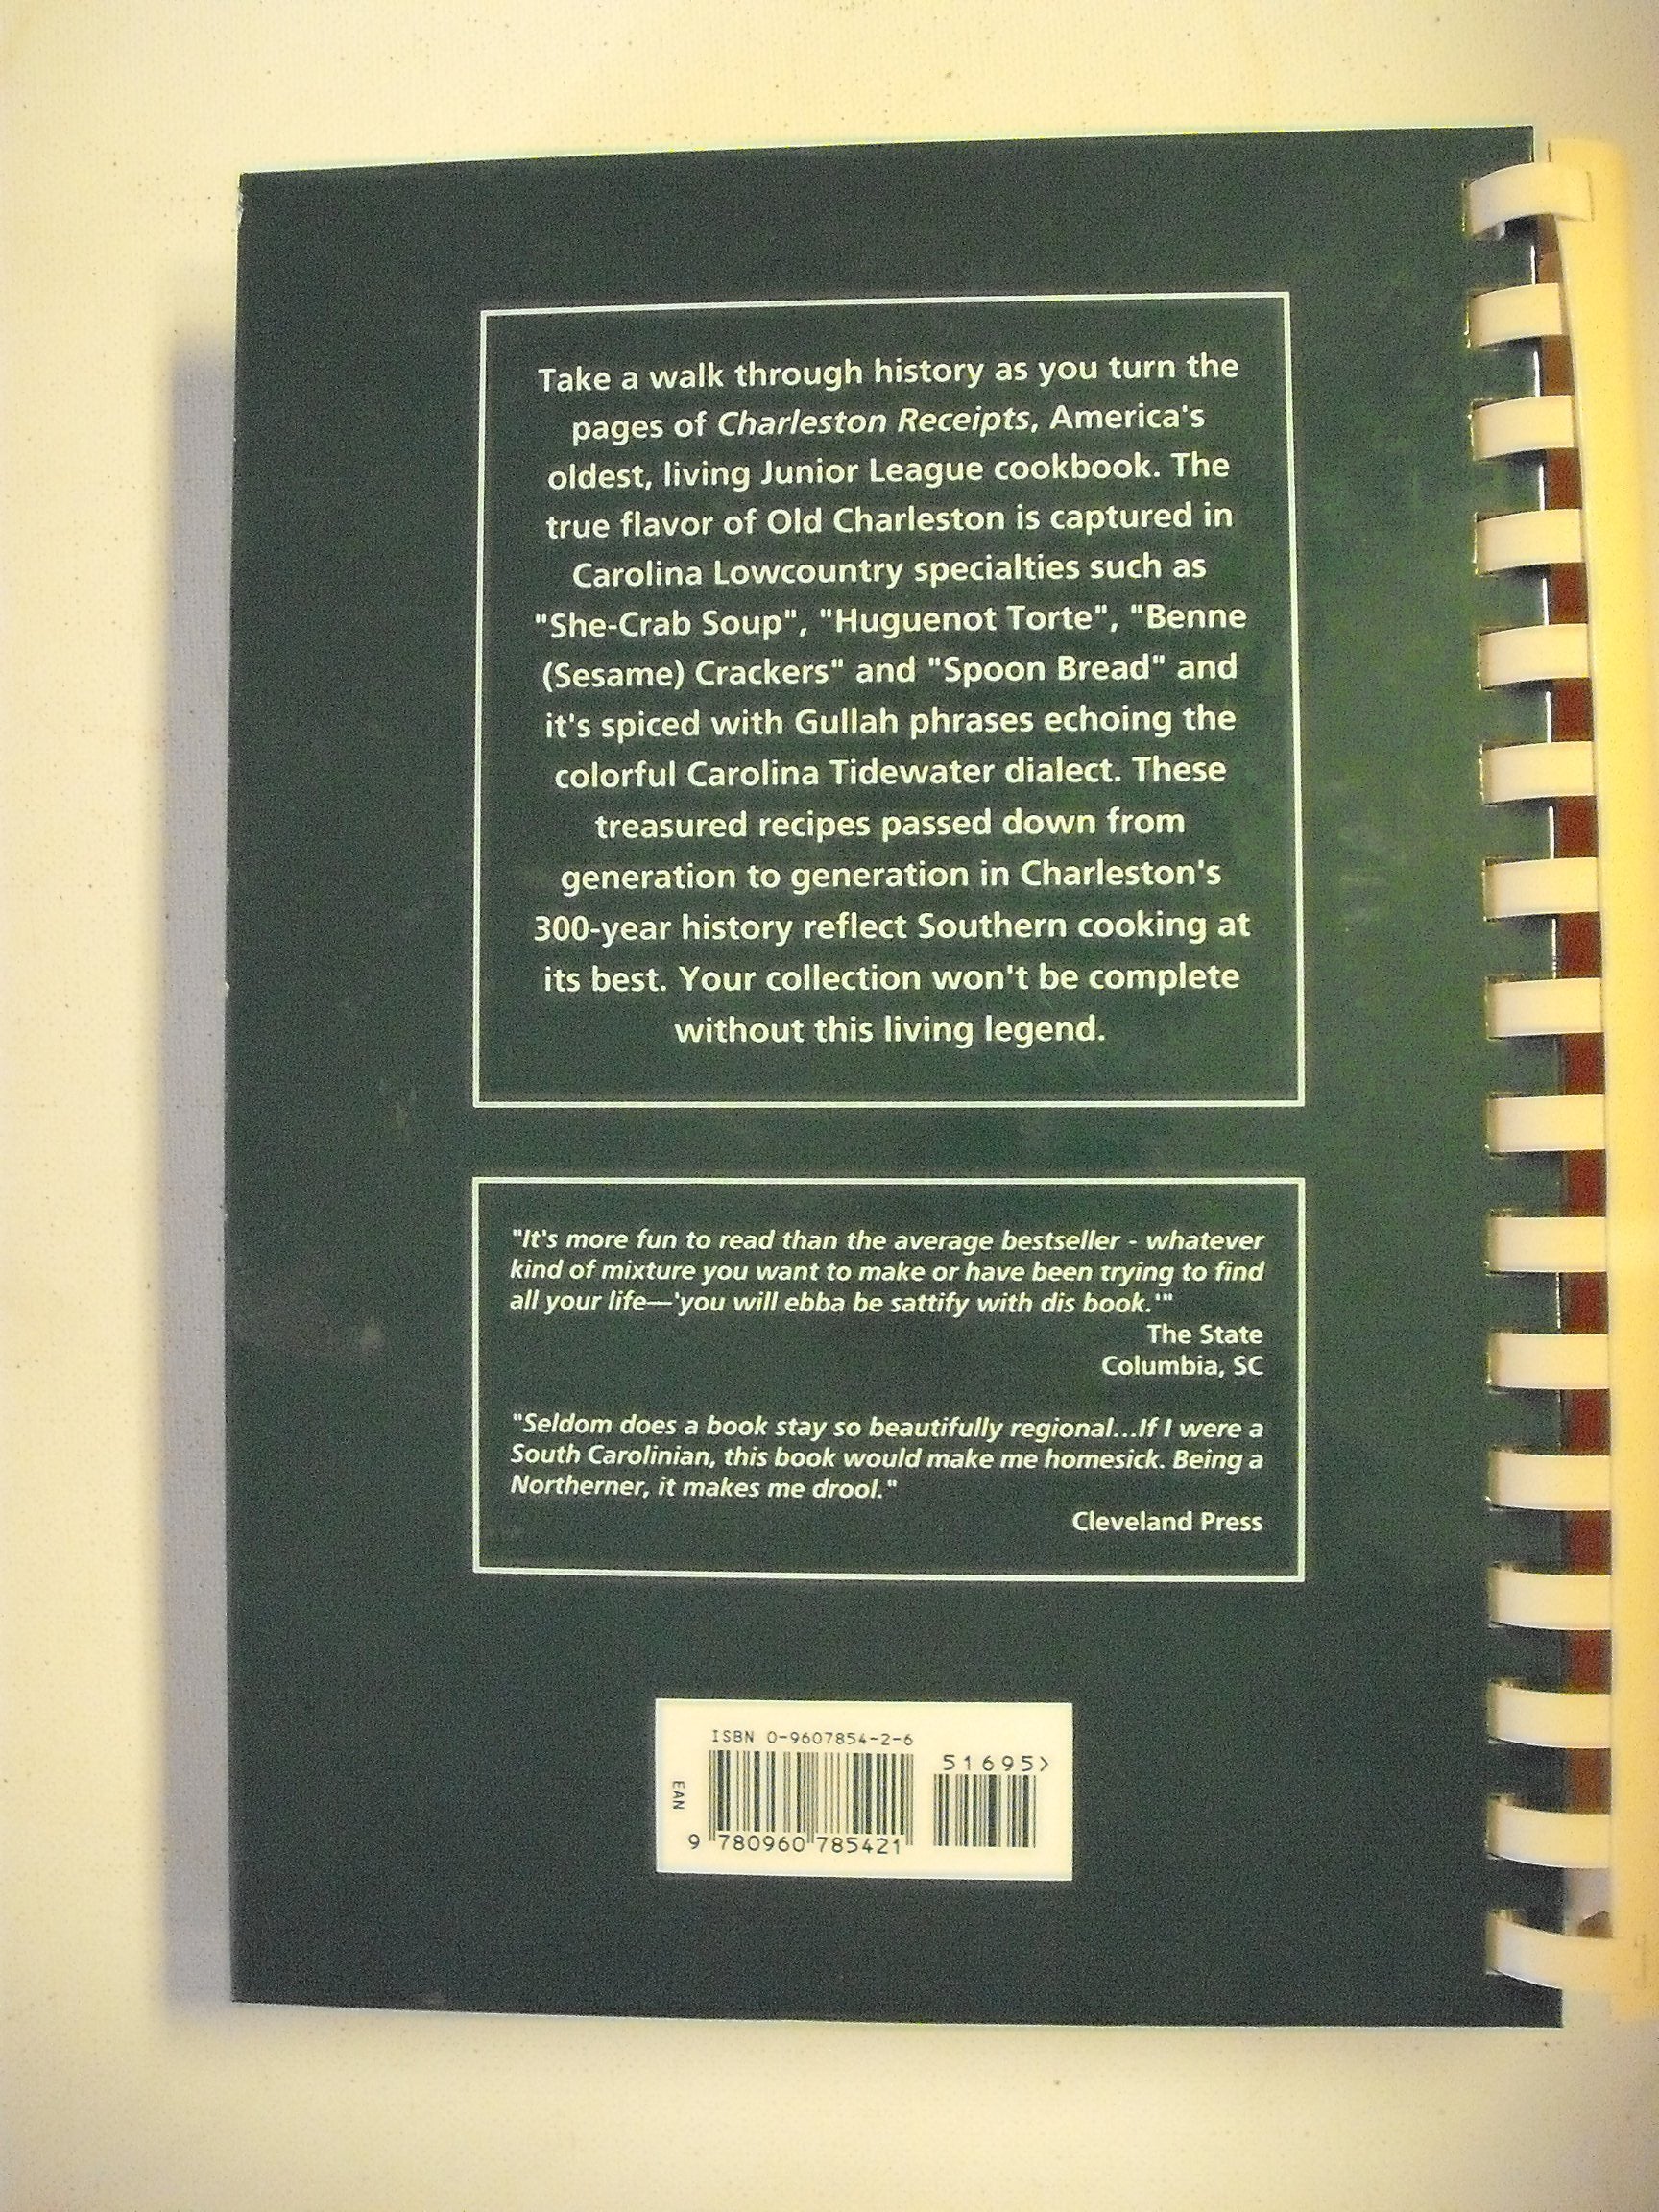 Take a walk through history as you turn the
pages of Charleston Receipts, America's
oldest, living Junior League cookbook. The
true flavor of Old Charleston is captured in
Carolina Lowcountry specialties such as
"She-Crab Soup", "Huguenot Torte", "Benne
(Sesame) Crackers" and "Spoon Bread" and
it's spiced with Gullah phrases echoing the
colorful Carolina Tidewater dialect. These
treasured recipes passed down from
generation to generation in Charleston's
300-year history reflect Southern cooking at
its best. Your collection won't be complete
without this living legend.
"It's more fun to read than the average bestseller - whatever
kind of mixture you want to make or have been trying to find
all your life—'you will ebba be sattify with dis book.'"
The State
Columbia, SC
"Seldom does a book stay so beautifully regional...If I were a
South Carolinian, this book would make me homesick. Being a
Northerner, it makes me drool."
Cleveland Press
ISBN 0-9607854-2-6
51695>
EAN
9 780960 785421